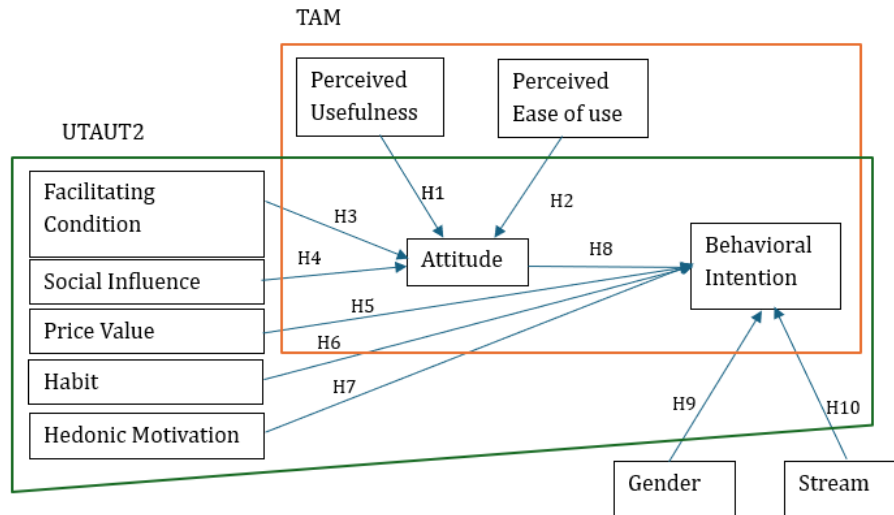 TAM
Perceived
Usefulness
Perceived
Ease of use
UTAUT2
Facilitating
Condition
H1
H2
H3
Attitude
H8
Behavioral
Intention
H4
Social Influence
H5
Price Value
H6
Habit
H7
Hedonic Motivation
H9
H10
Gender
Stream